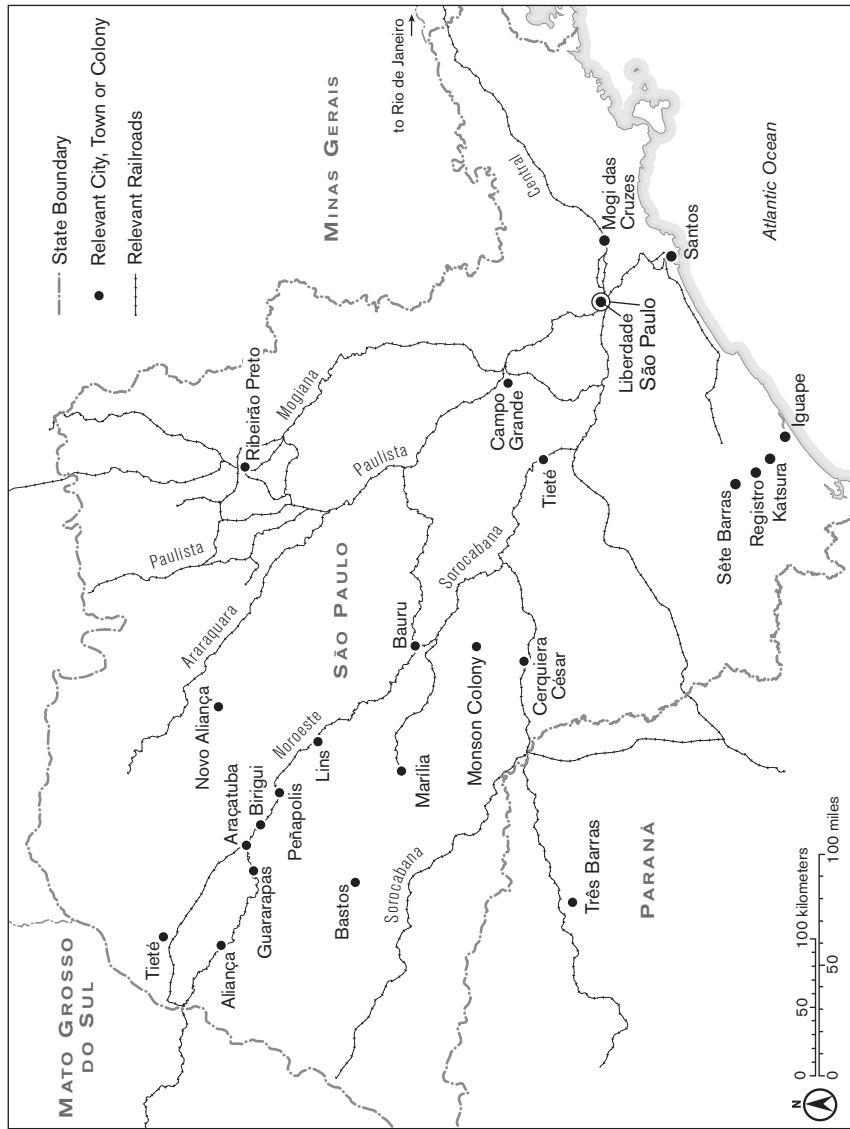 State Boundary
Relevant City, Town or Colony
Relevant Railroads
MATO GROSSO
DO SUL
MINAS GERAIS
SÃO PAULO
PARANÁ
Atlantic Ocean
to Rio de Janeiro
Central
Mogiana
Paulista
Paulista
Araraquara
Noroeste
Sorocabana
Sorocabana
Ribeirão Preto
Novo Aliança
Tieté
Aliança
Araçatuba
Birigui
Guararapas
Peñapolis
Lins
Bauru
Bastos
Marília
Monson Colony
Cerquiera
César
Campo
Grande
Tieté
Mogi das
Cruzes
Liberdade
São Paulo
Santos
Três Barras
Sête Barras
Registro
Katsura
Iguape
N
0 50 100 kilometers
0 50 100 miles